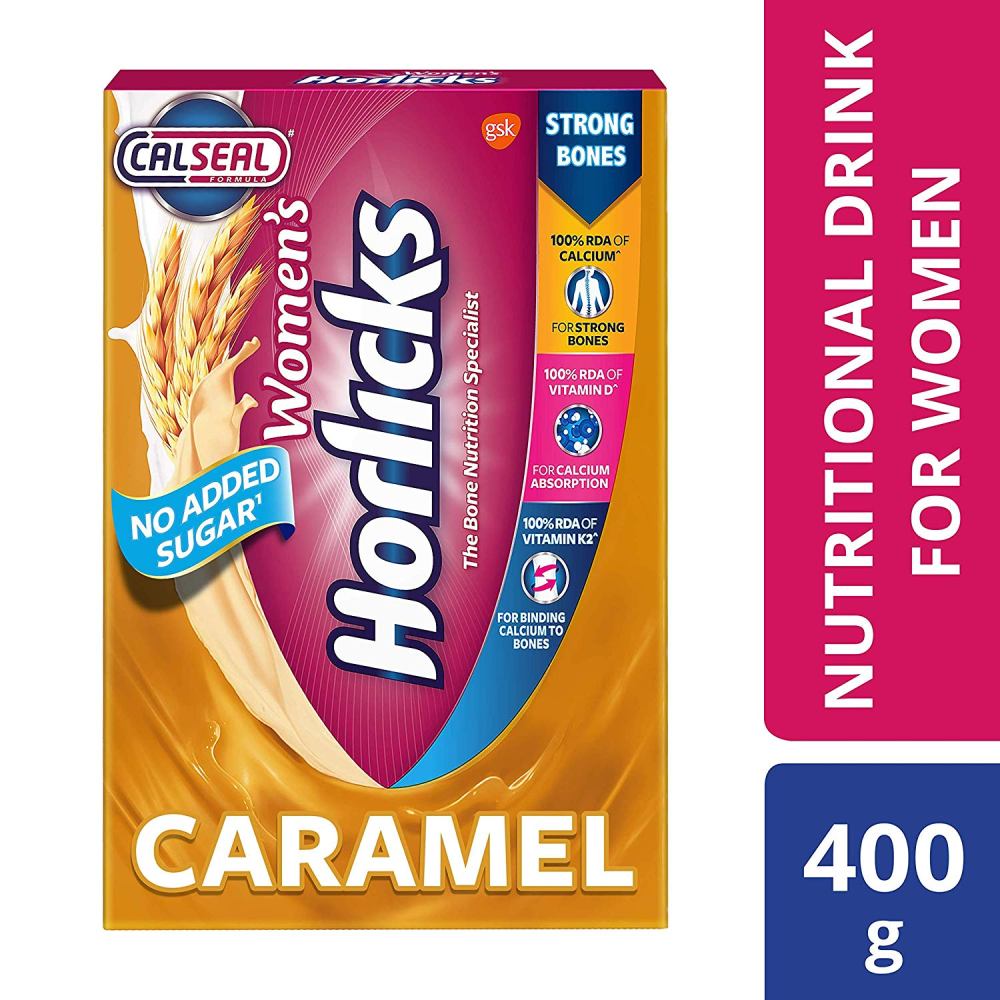 Women's
Horlicks
CALSEAL#
FORMULA
gsk
STRONG
BONES
Women's
Horlicks
The Bone Nutrition Specialist
100% RDA OF
CALCIUM^
FOR STRONG
BONES
100% RDA OF
VITAMIN D^
FOR CALCIUM
ABSORPTION
100% RDA OF
VITAMIN K2^
FOR BINDING
CALCIUM TO
BONES
NO ADDED
SUGAR¹
CARAMEL
NUTRITIONAL DRINK
FOR WOMEN
400
g